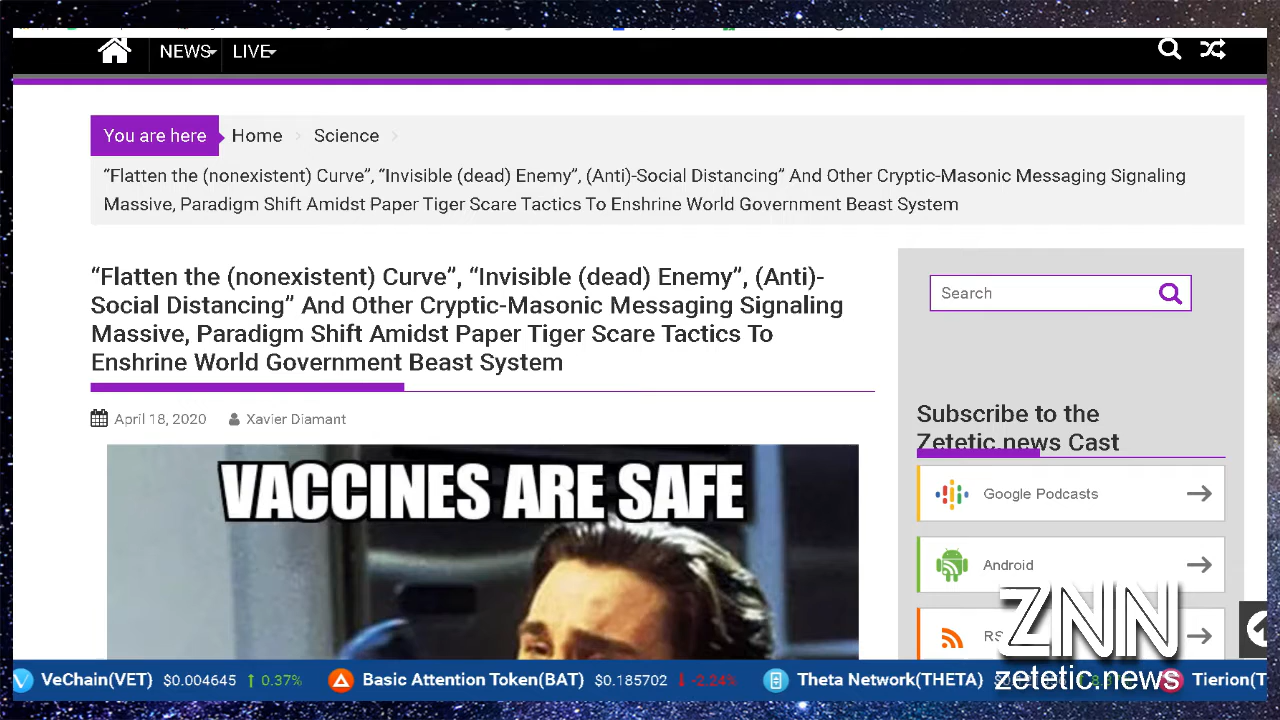 NEWS LIVE
You are here Home Science
“Flatten the (nonexistent) Curve”, “Invisible (dead) Enemy”, (Anti)-Social Distancing” And Other Cryptic-Masonic Messaging Signaling
Massive, Paradigm Shift Amidst Paper Tiger Scare Tactics To Enshrine World Government Beast System
“Flatten the (nonexistent) Curve”, “Invisible (dead) Enemy”, (Anti)-
Social Distancing” And Other Cryptic-Masonic Messaging Signaling
Massive, Paradigm Shift Amidst Paper Tiger Scare Tactics To
Enshrine World Government Beast System
April 18, 2020 Xavier Diamant
VACCINES ARE SAFE
Search
Subscribe to the
Zetetic news Cast
Google Podcasts
Android
ZNN
zetetic.news
VeChain(VET) $0.004645 0.37% Basic Attention Token(BAT) $0.185702 -2.24% Theta Network(THETA)